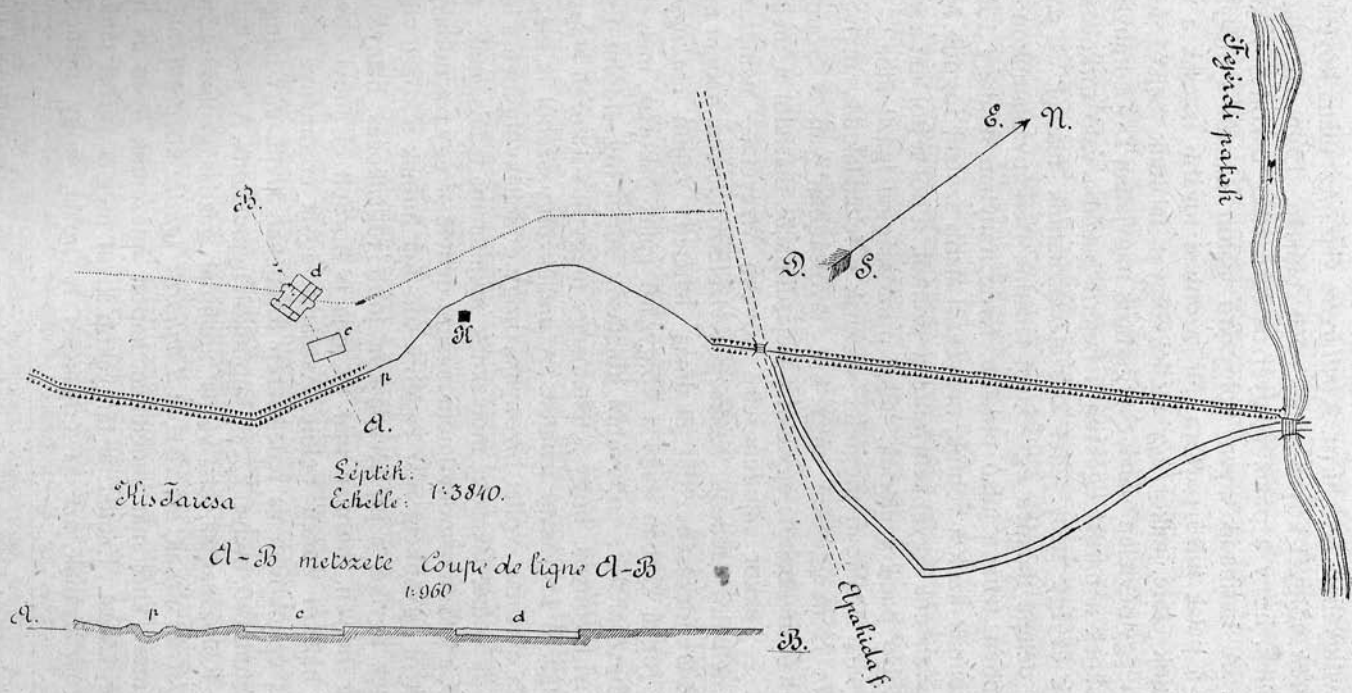 Fejérdi patak
E. N.
D. S.
B.
d
c
K
p
A.
Kis Tarcsa
Lépték:
Echelle: 1:3840.
A-B metszete Coupe de ligne A-B
1:960
A. p c d B.
Apahida f.